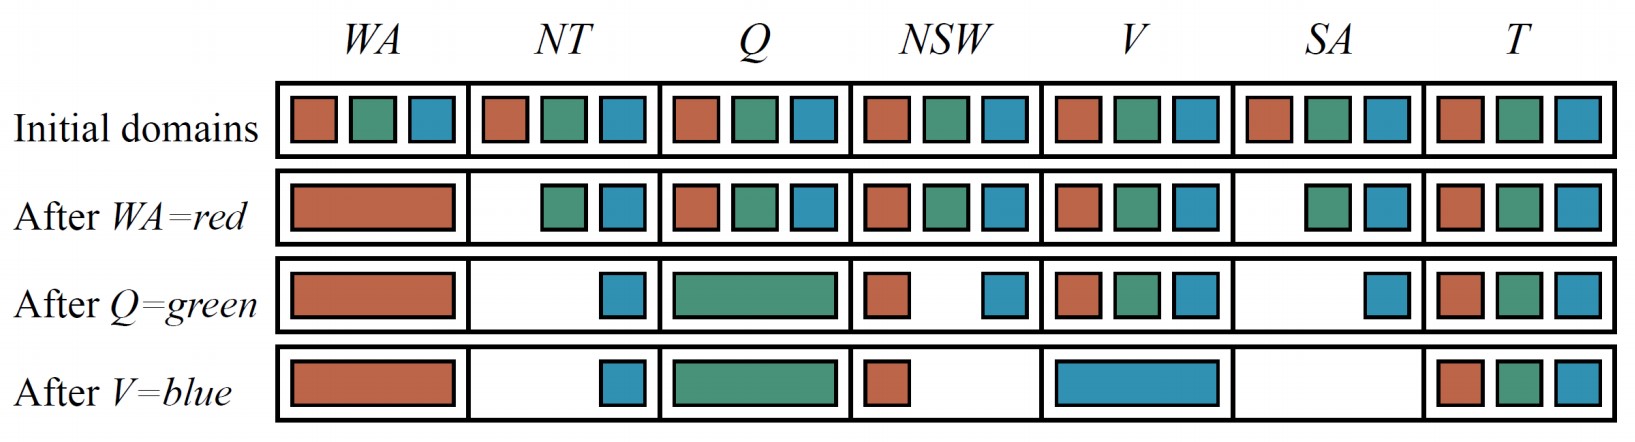 WA NT Q NSW V SA T
Initial domains
After WA=red
After Q=green
After V=blue